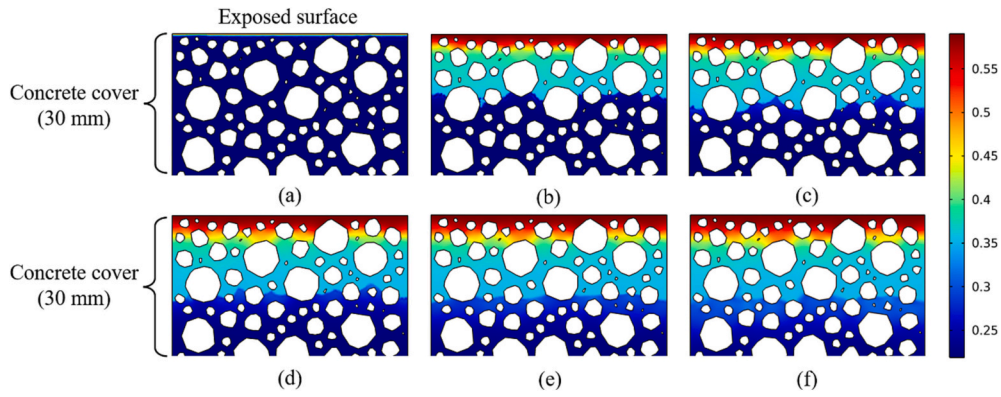 Exposed surface
Concrete cover
(30 mm)
(a)
(b)
(c)
Concrete cover
(30 mm)
(d)
(e)
(f)
0.55
0.5
0.45
0.4
0.35
0.3
0.25